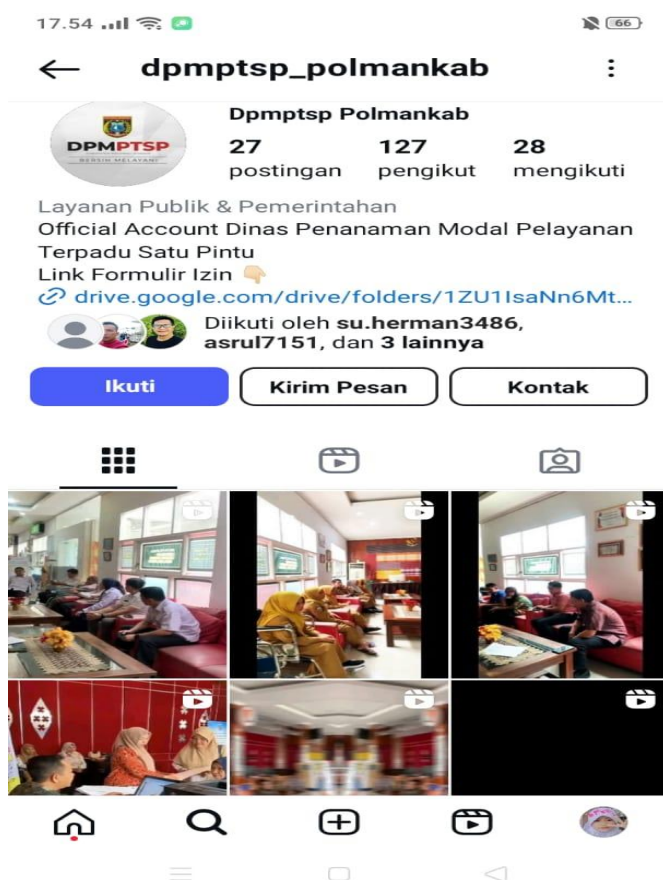 17.54
66
dpmptsp_polmankab
DPMPTSP
BERSIH MELAYANI
Dpmptsp Polmankab
27 127 28
postingan pengikut mengikuti
Layanan Publik & Pemerintahan
Official Account Dinas Penanaman Modal Pelayanan
Terpadu Satu Pintu
Link Formulir Izin
drive.google.com/drive/folders/1ZU1IsaNn6Mt...
Diikuti oleh su.herman3486,
asrul7151, dan 3 lainnya
Ikuti Kirim Pesan Kontak